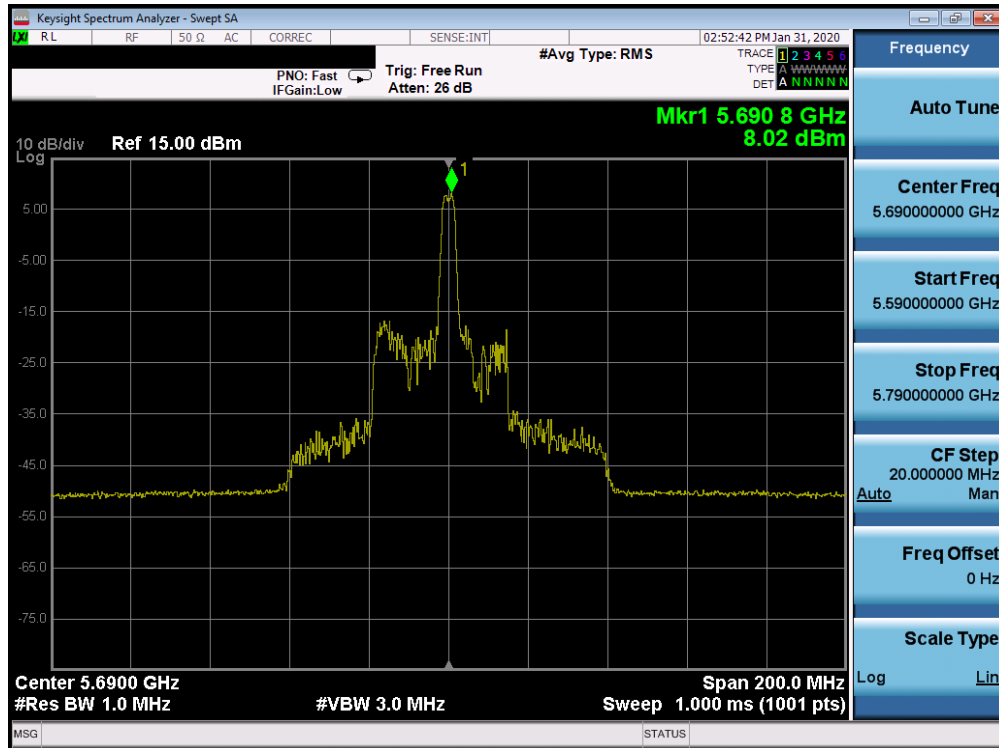 Keysight Spectrum Analyzer - Swept SA
LXI RL RF 50 Ω AC CORREC SENSE:INT 02:52:42 PM Jan 31, 2020
Frequency
#Avg Type: RMS TRACE 1 2 3 4 5 6
PNO: Fast Trig: Free Run TYPE A WWWWW
IFGain:Low Atten: 26 dB DET A N N N N N
Auto Tune
Mkr1 5.690 8 GHz
8.02 dBm
10 dB/div Ref 15.00 dBm
Log
1
5.00
-5.00
-15.0
-25.0
-35.0
-45.0
-55.0
-65.0
-75.0
Center Freq
5.690000000 GHz
Start Freq
5.590000000 GHz
Stop Freq
5.790000000 GHz
CF Step
20.000000 MHz
Auto Man
Freq Offset
0 Hz
Scale Type
Log Lin
Center 5.6900 GHz Span 200.0 MHz
#Res BW 1.0 MHz #VBW 3.0 MHz Sweep 1.000 ms (1001 pts)
MSG STATUS